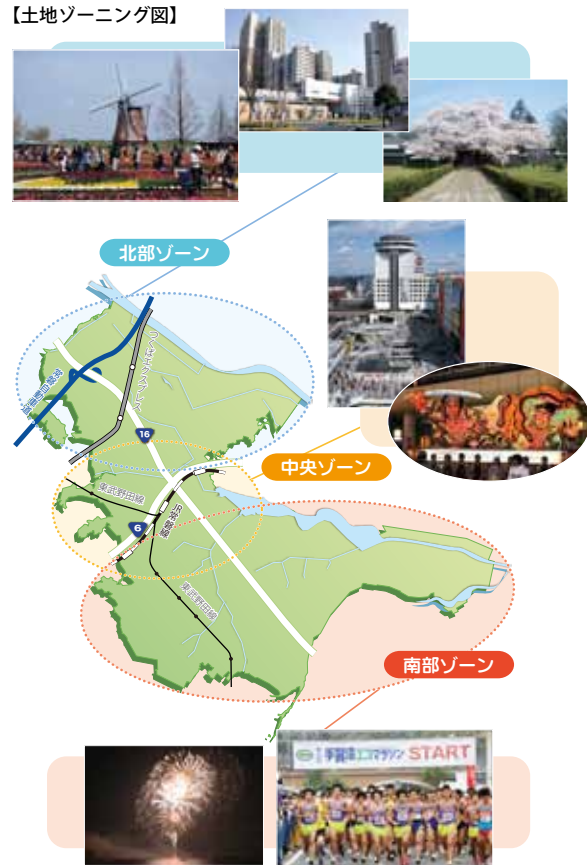 【土地ゾーニング図】
北部ゾーン
常磐自動車道
つくばエクスプレス
16
中央ゾーン
東武野田線
6
JR常磐線
東武野田線
南部ゾーン
手賀沼エコマラソン START